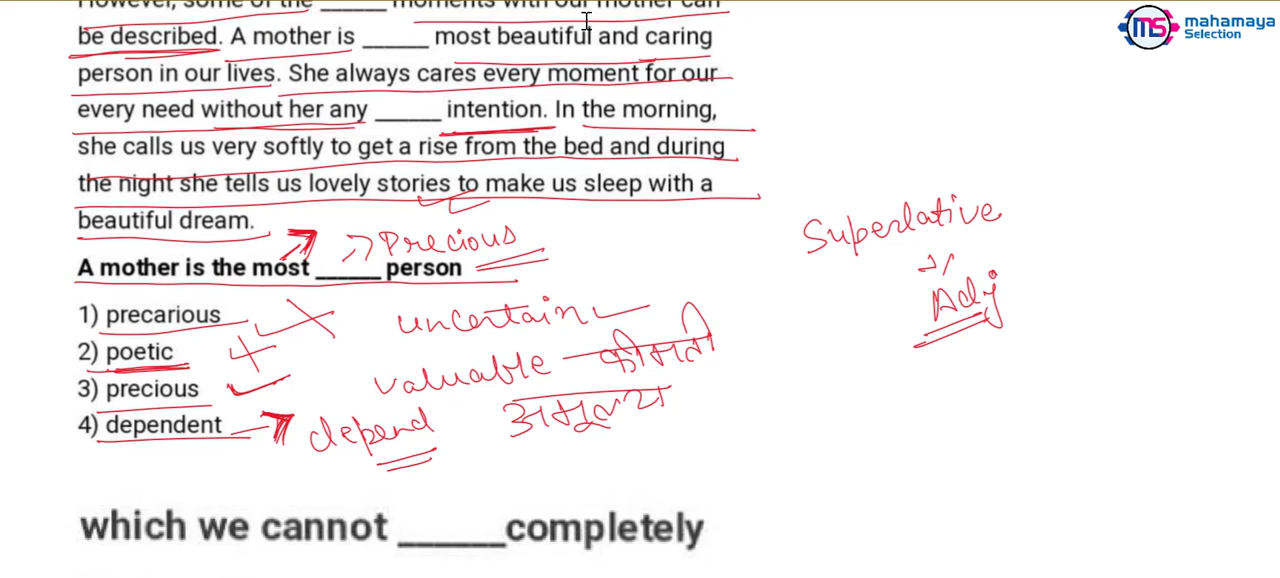 However, some of the ______ moments with our mother can
mahamaya
Selection
MS
be described. A mother is ______ most beautiful and caring
person in our lives. She always cares every moment for our
every need without her any ______ intention. In the morning,
she calls us very softly to get a rise from the bed and during
the night she tells us lovely stories to make us sleep with a
beautiful dream.
Precious
Superlative
Adj
A mother is the most ______ person
1) precarious
uncertain
2) poetic
valuable कीमती
3) precious
अमूल्य
4) dependent
depend
which we cannot ______completely